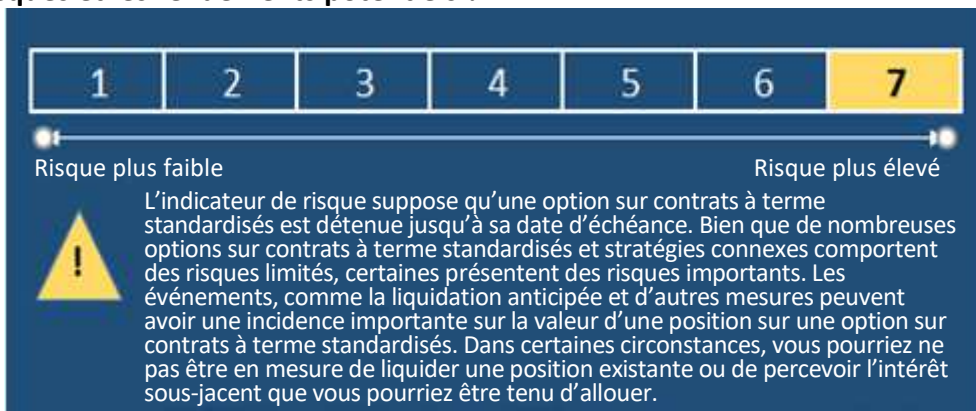 1 2 3 4 5 6 7
Risque plus faible Risque plus élevé
L’indicateur de risque suppose qu’une option sur contrats à terme
standardisés est détenue jusqu’à sa date d’échéance. Bien que de nombreuses
options sur contrats à terme standardisés et stratégies connexes comportent
des risques limités, certaines présentent des risques importants. Les
événements, comme la liquidation anticipée et d’autres mesures peuvent
avoir une incidence importante sur la valeur d’une position sur une option sur
contrats à terme standardisés. Dans certaines circonstances, vous pourriez ne
pas être en mesure de liquider une position existante ou de percevoir l’intérêt
sous-jacent que vous pourriez être tenu d’allouer.